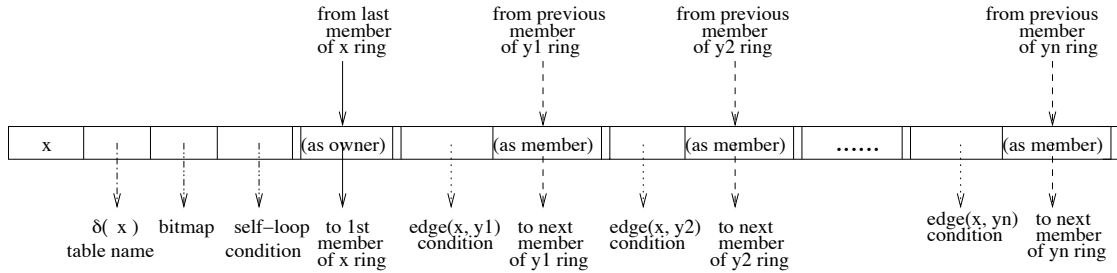 from last
member
of x ring
from previous
member
of y1 ring
from previous
member
of y2 ring
from previous
member
of yn ring
x
(as owner)
(as member)
(as member)
......
(as member)
δ( x )
table name
bitmap
self-loop
condition
to 1st
member
of x ring
edge(x, y1)
condition
to next
member
of y1 ring
edge(x, y2)
condition
to next
member
of y2 ring
edge(x, yn)
condition
to next
member
of yn ring